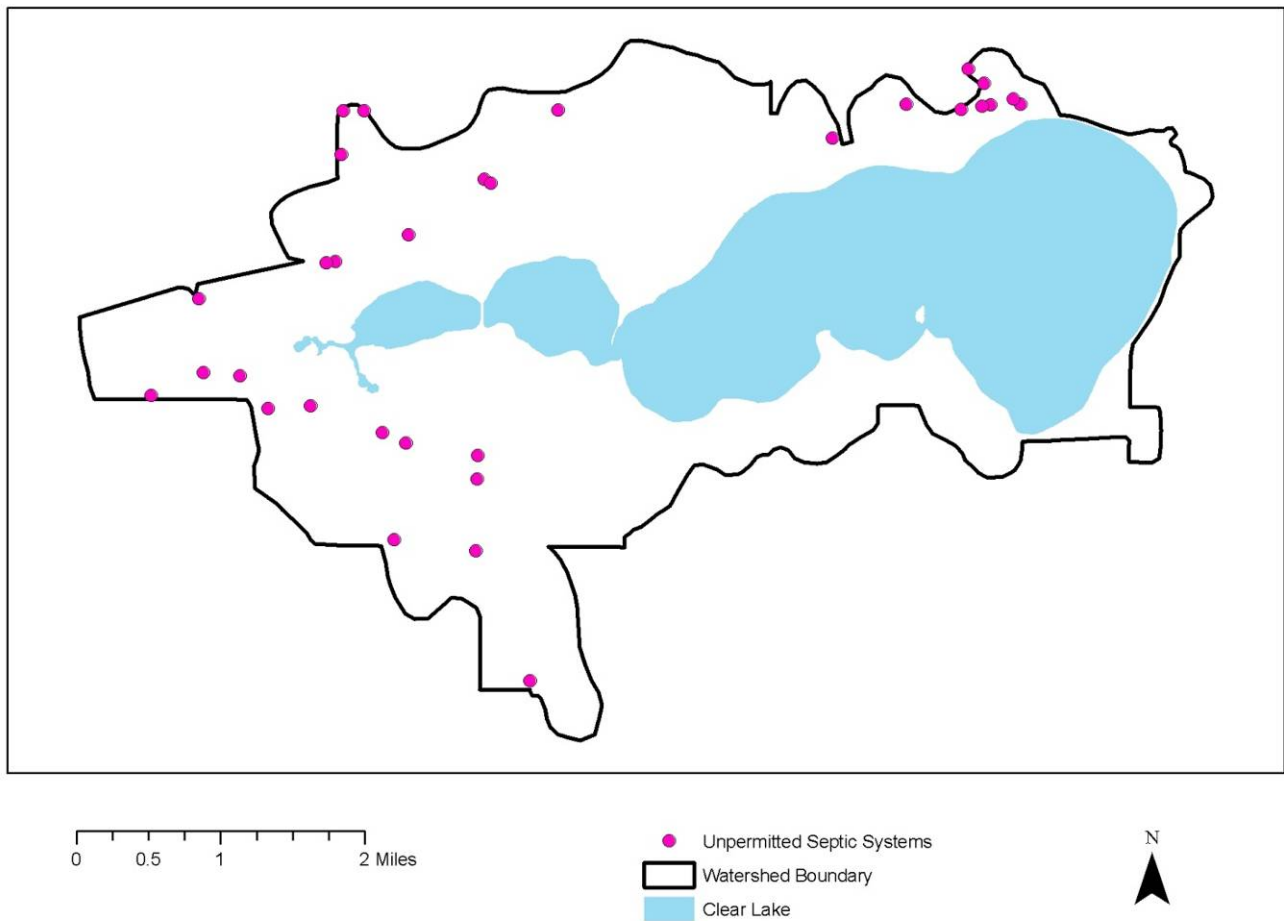 0 0.5 1 2 Miles
Unpermitted Septic Systems
Watershed Boundary
Clear Lake
N